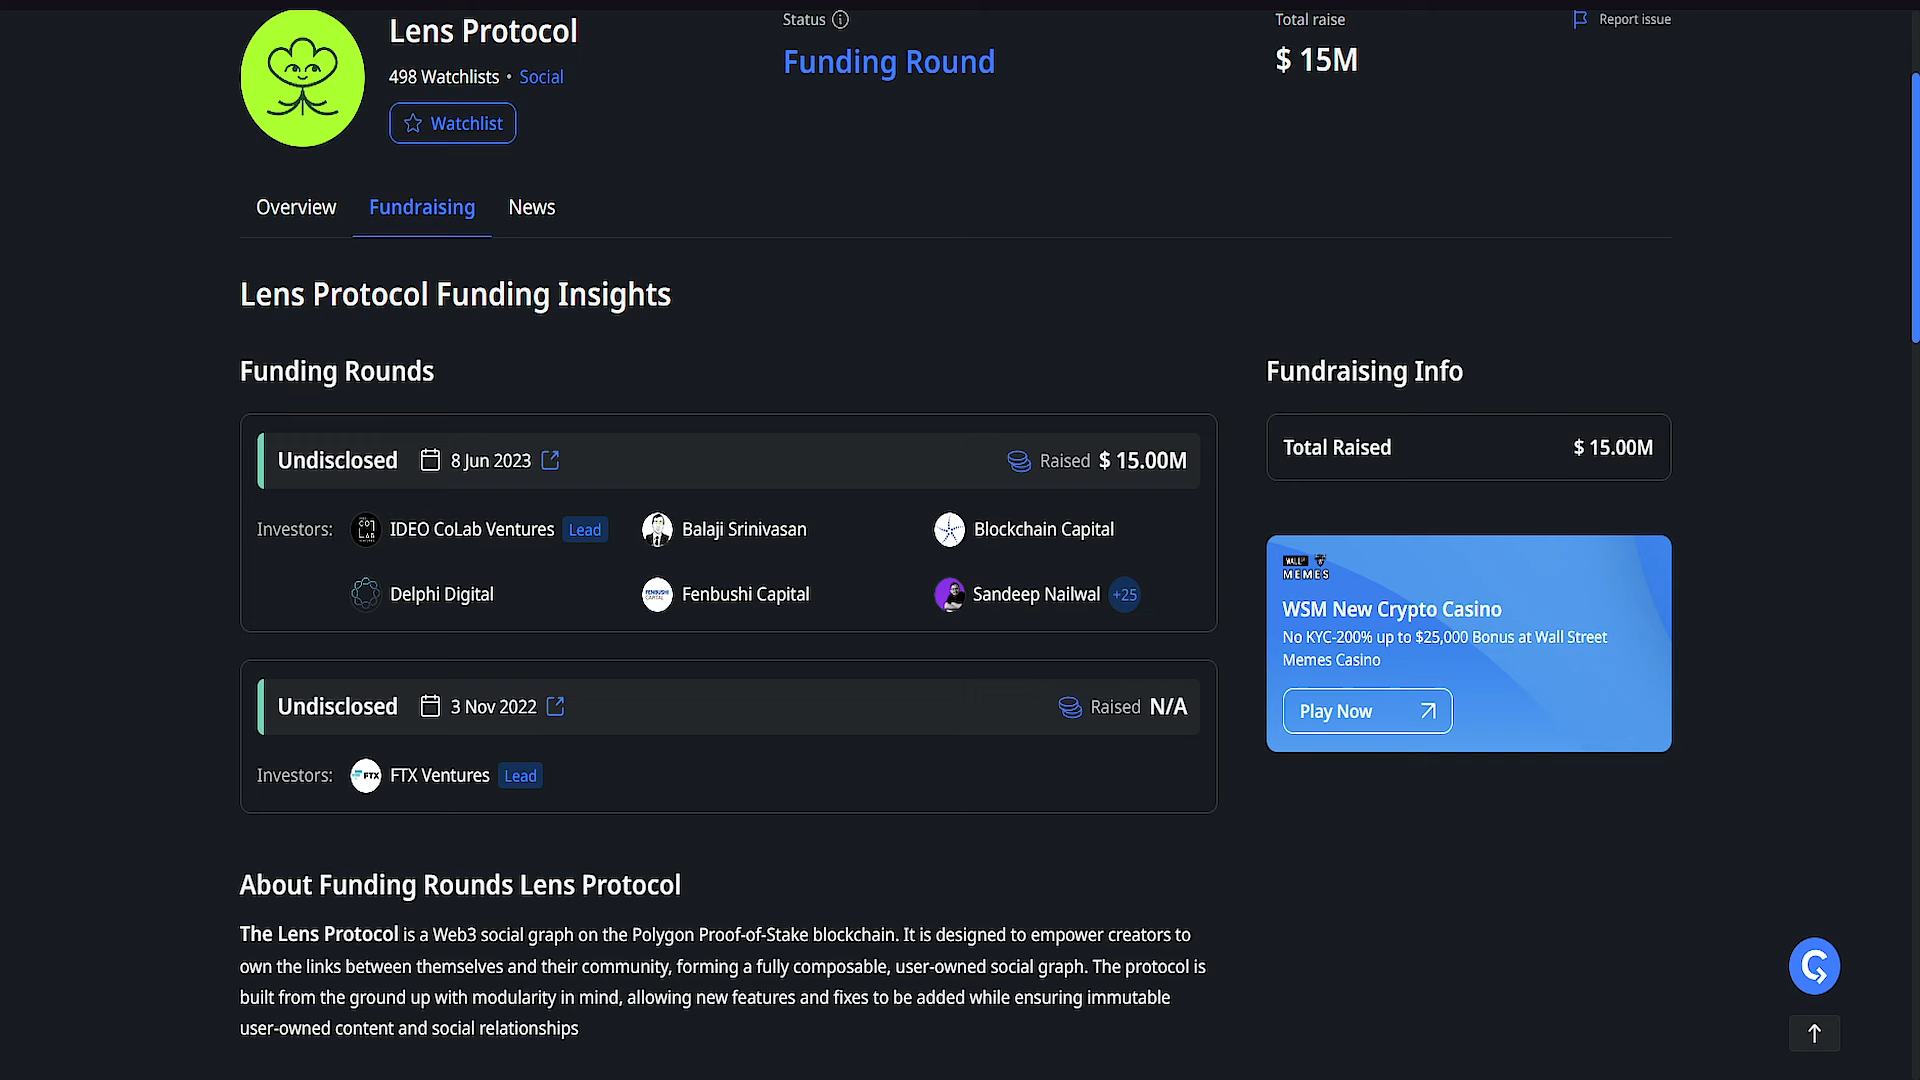 Lens Protocol
498 Watchlists • Social
Watchlist
Status
Funding Round
Total raise
$ 15M
Report issue
Overview
Fundraising
News
Lens Protocol Funding Insights
Funding Rounds
Undisclosed 8 Jun 2023 Raised $ 15.00M
Investors: IDEO CoLab Ventures Lead Balaji Srinivasan Blockchain Capital
Delphi Digital Fenbushi Capital Sandeep Nailwal +25
Undisclosed 3 Nov 2022 Raised N/A
Investors: FTX FTX Ventures Lead
Fundraising Info
Total Raised $ 15.00M
WALL ST
MEMES
WSM New Crypto Casino
No KYC-200% up to $25,000 Bonus at Wall Street
Memes Casino
Play Now
About Funding Rounds Lens Protocol
The Lens Protocol is a Web3 social graph on the Polygon Proof-of-Stake blockchain. It is designed to empower creators to
own the links between themselves and their community, forming a fully composable, user-owned social graph. The protocol is
built from the ground up with modularity in mind, allowing new features and fixes to be added while ensuring immutable
user-owned content and social relationships